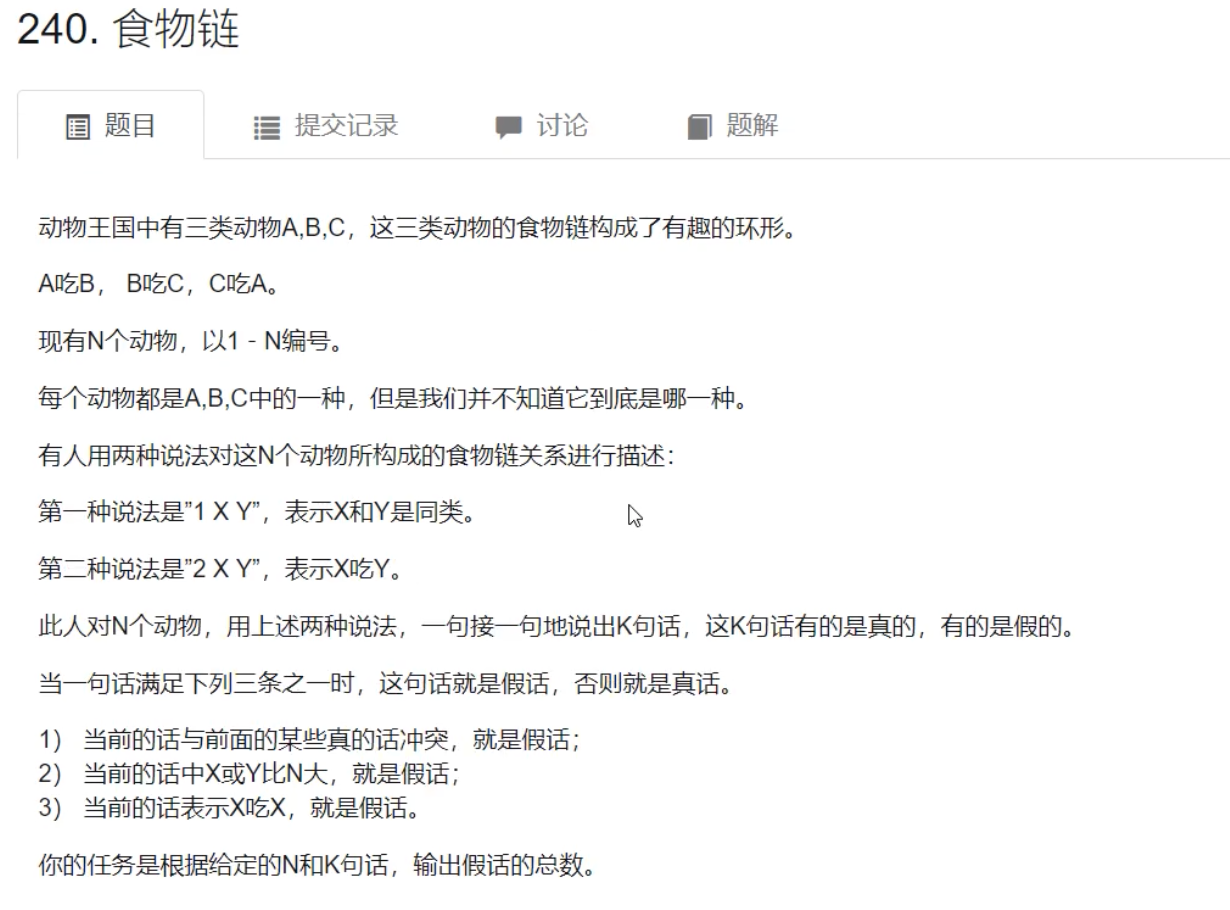 240. 食物链
题目 提交记录 讨论 题解
动物王国中有三类动物A,B,C，这三类动物的食物链构成了有趣的环形。
A吃B， B吃C，C吃A。
现有N个动物，以1 - N编号。
每个动物都是A,B,C中的一种，但是我们并不知道它到底是哪一种。
有人用两种说法对这N个动物所构成的食物链关系进行描述：
第一种说法是”1 X Y”，表示X和Y是同类。
第二种说法是”2 X Y”，表示X吃Y。
此人对N个动物，用上述两种说法，一句接一句地说出K句话，这K句话有的是真的，有的是假的。
当一句话满足下列三条之一时，这句话就是假话，否则就是真话。
1） 当前的话与前面的某些真的话冲突，就是假话；
2） 当前的话中X或Y比N大，就是假话；
3） 当前的话表示X吃X，就是假话。
你的任务是根据给定的N和K句话，输出假话的总数。